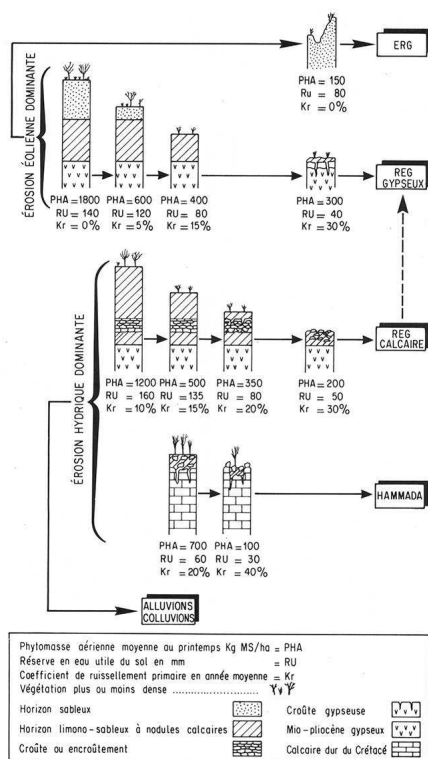 ERG
PHA = 150
Ru = 80
Kr = 0%
ÉROSION ÉOLIENNE DOMINANTE
PHA = 1800
RU = 140
Kr = 0%
PHA = 600
RU = 120
Kr = 5%
PHA = 400
RU = 80
Kr = 15%
PHA = 300
RU = 40
Kr = 30%
REG
GYPSEUX
ÉROSION HYDRIQUE DOMINANTE
PHA = 1200
RU = 160
Kr = 10%
PHA = 500
RU = 135
Kr = 15%
PHA = 350
RU = 80
Kr = 20%
PHA = 200
RU = 50
Kr = 30%
REG
CALCAIRE
PHA = 700
RU = 60
Kr = 20%
PHA = 100
RU = 30
Kr = 40%
HAMMADA
ALLUVIONS
COLLUVIONS
Phytomasse aérienne moyenne au printemps Kg MS/ha = PHA
Réserve en eau utile du sol en mm = RU
Coefficient de ruissellement primaire en année moyenne = Kr
Végétation plus ou moins dense
Horizon sableux
Croûte gypseuse
Horizon limono-sableux à nodules calcaires
Mio-pliocène gypseux
Croûte ou encroûtement
Calcaire dur du Crétacé